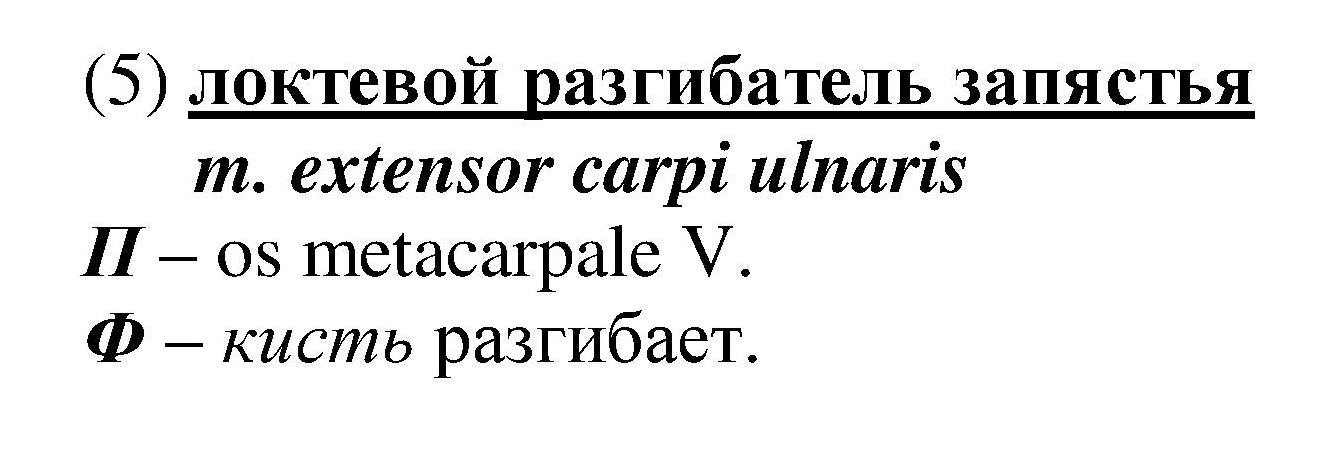 (5) локтевой разгибатель запястья
m. extensor carpi ulnaris
П – os metacarpale V.
Ф – кисть разгибает.